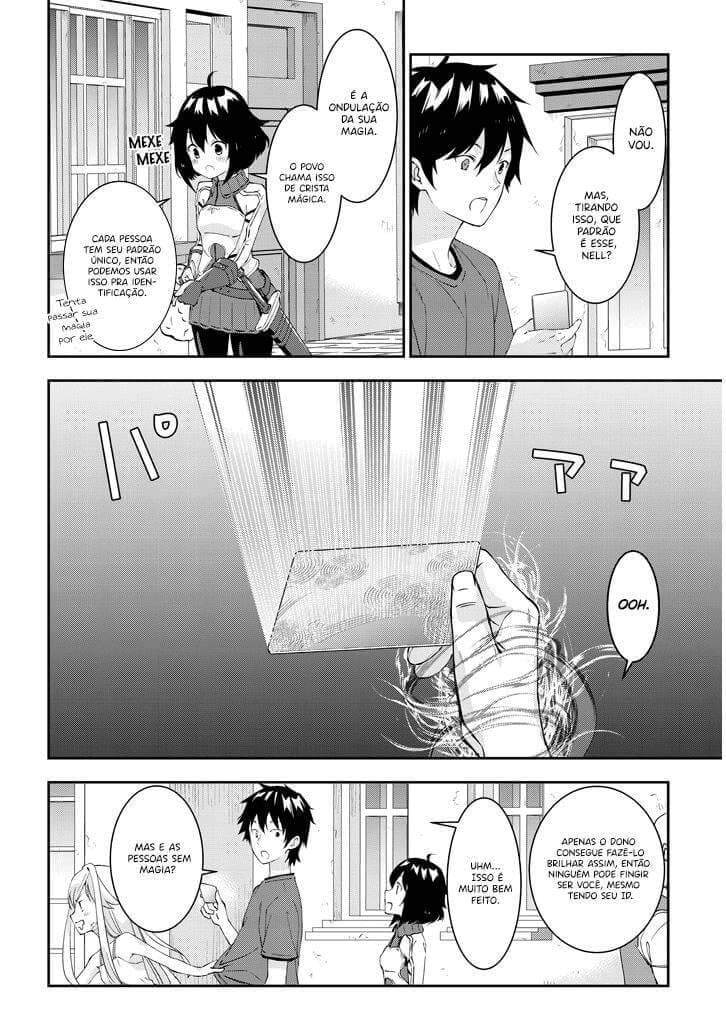 NÃO
VOU.
MAS,
TIRANDO
ISSO, QUE
PADRÃO
É ESSE,
NELL?
É A
ONDULAÇÃO
DA SUA
MAGIA.
O POVO
CHAMA ISSO
DE CRISTA
MÁGICA.
MEXE
MEXE
CADA PESSOA
TEM SEU PADRÃO
ÚNICO, ENTÃO
PODEMOS USAR
ISSO PRA IDEN-
TIFICAÇÃO.
Tenta
passar sua
magia
por ele
パァァ
OOH.
APENAS O DONO
CONSEGUE FAZÊ-LO
BRILHAR ASSIM, ENTÃO
NINGUÉM PODE FINGIR
SER VOCÊ, MESMO
TENDO SEU ID.
UHM...
ISSO É
MUITO BEM
FEITO.
MAS E AS
PESSOAS SEM
MAGIA?